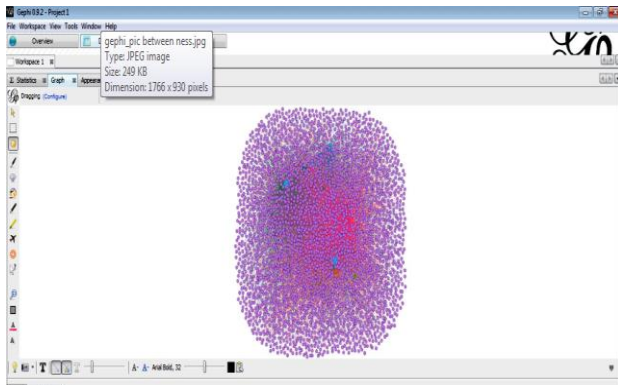 Gephi 0.9.2 - Project 1
File Workspace View Tools Window Help
Overview
gephi_pic between ness.jpg
Type: JPEG image
Size: 249 KB
Dimension: 1766 x 930 pixels
Workspace 1
Statistics Graph
Dragging (Configure)
T A- A- Arial Bold, 32